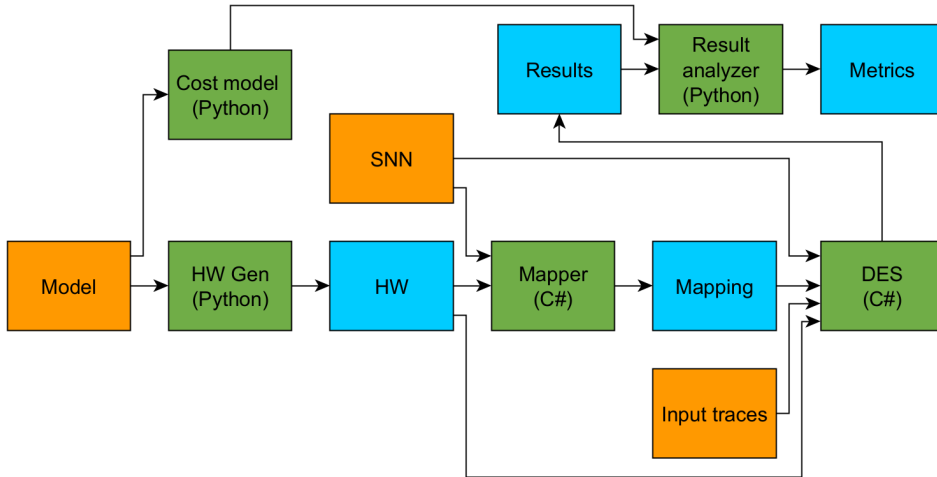 Cost model
(Python)
Results
Result
analyzer
(Python)
Metrics
SNN
Model
HW Gen
(Python)
HW
Mapper
(C#)
Mapping
DES
(C#)
Input traces